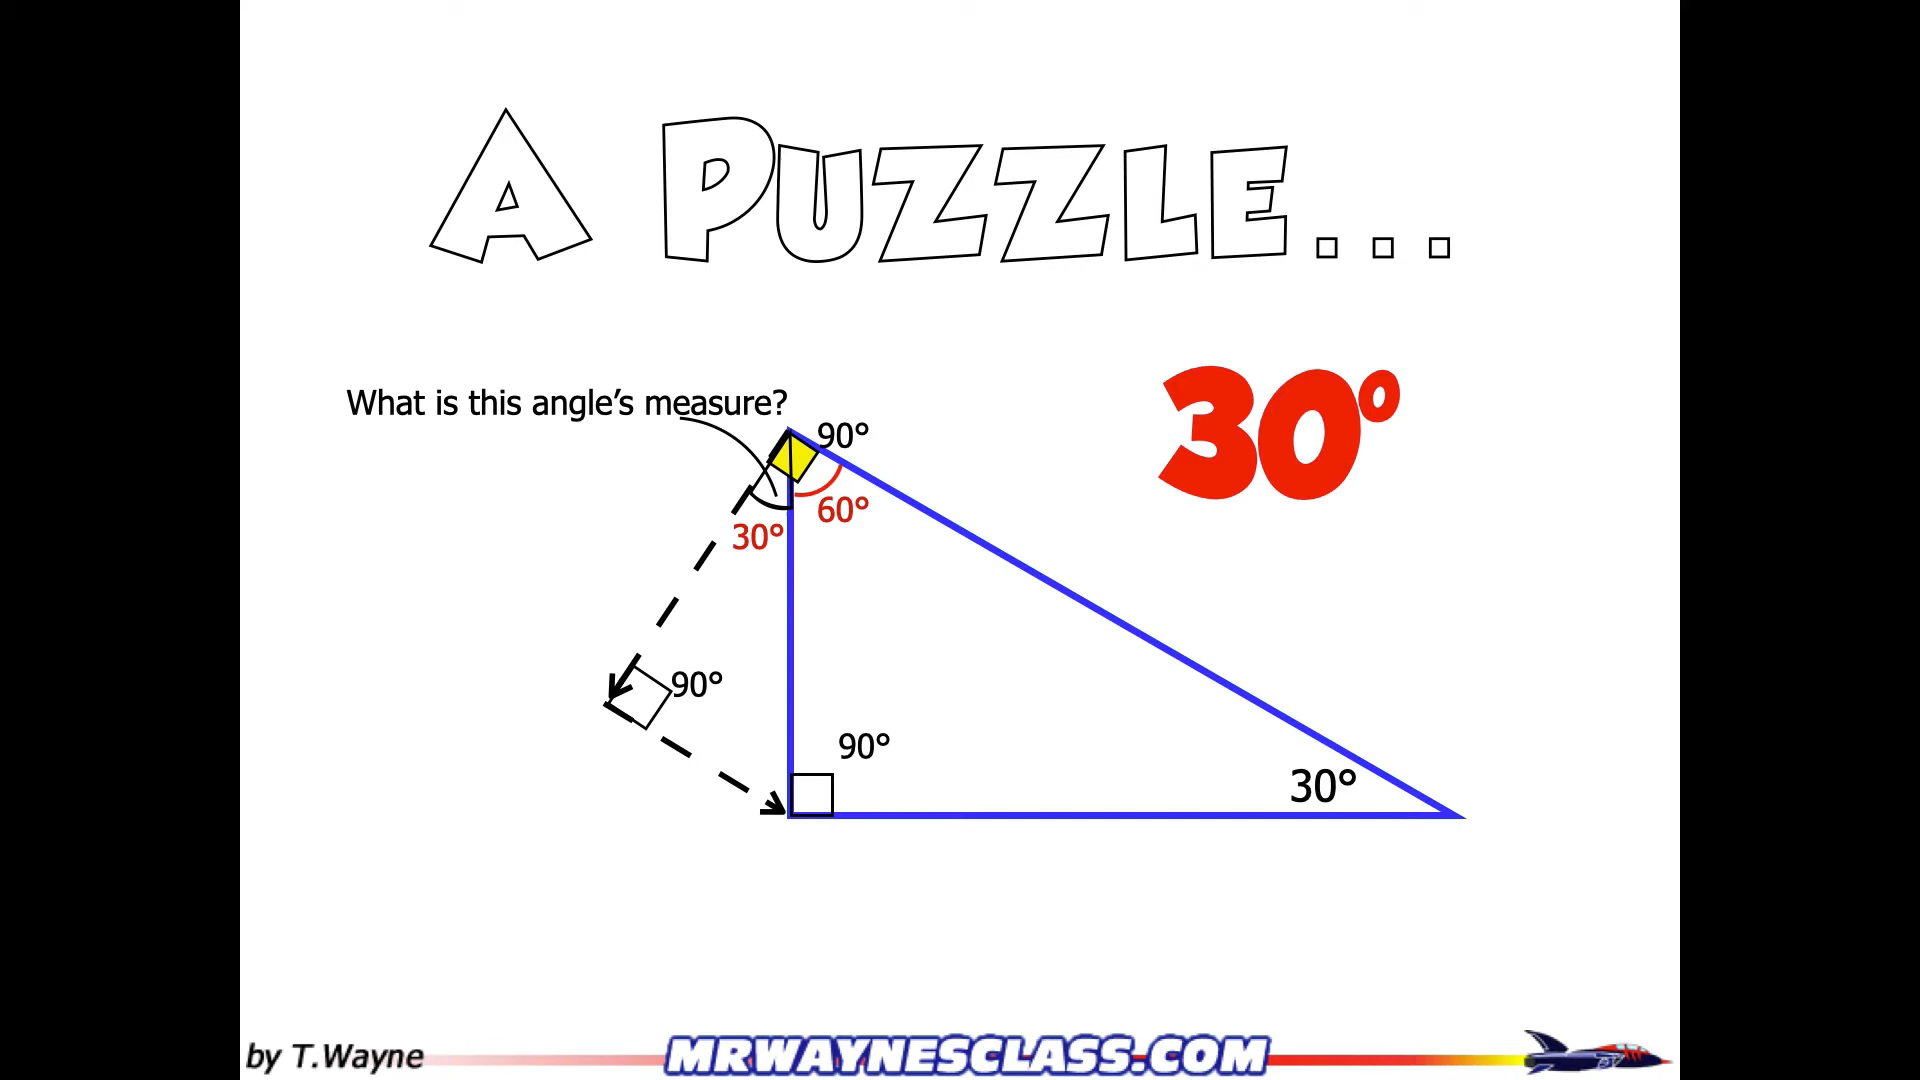 A PUZZLE...
What is this angle's measure?
90°
30°
60°
30°
90°
90°
30°
by T.Wayne
MRWAYNESCLASS.COM